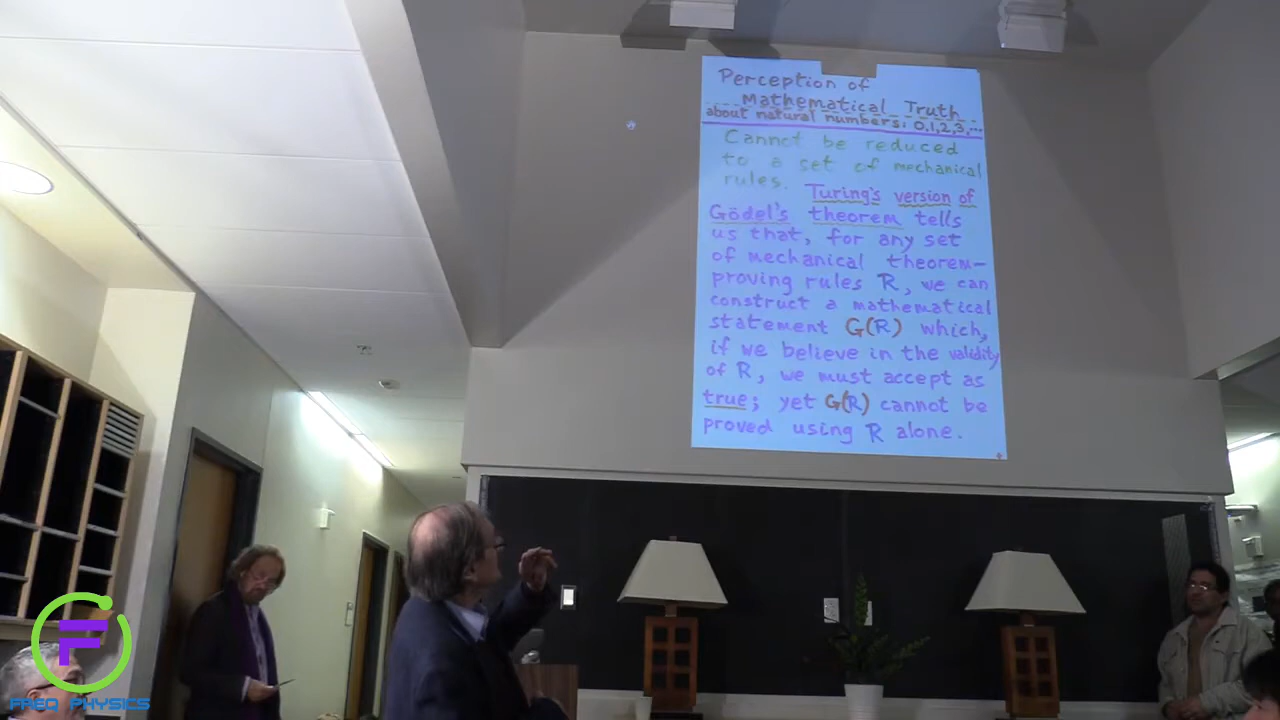 Perception of
Mathematical Truth
about natural numbers: 0,1,2,3,...
Cannot be reduced
to a set of mechanical
rules. Turing's version of
Gödel's theorem tells
us that, for any set
of mechanical theorem-
proving rules R, we can
construct a mathematical
statement G(R) which,
if we believe in the validity
of R, we must accept as
true; yet G(R) cannot be
proved using R alone.
F
FREQ PHYSICS